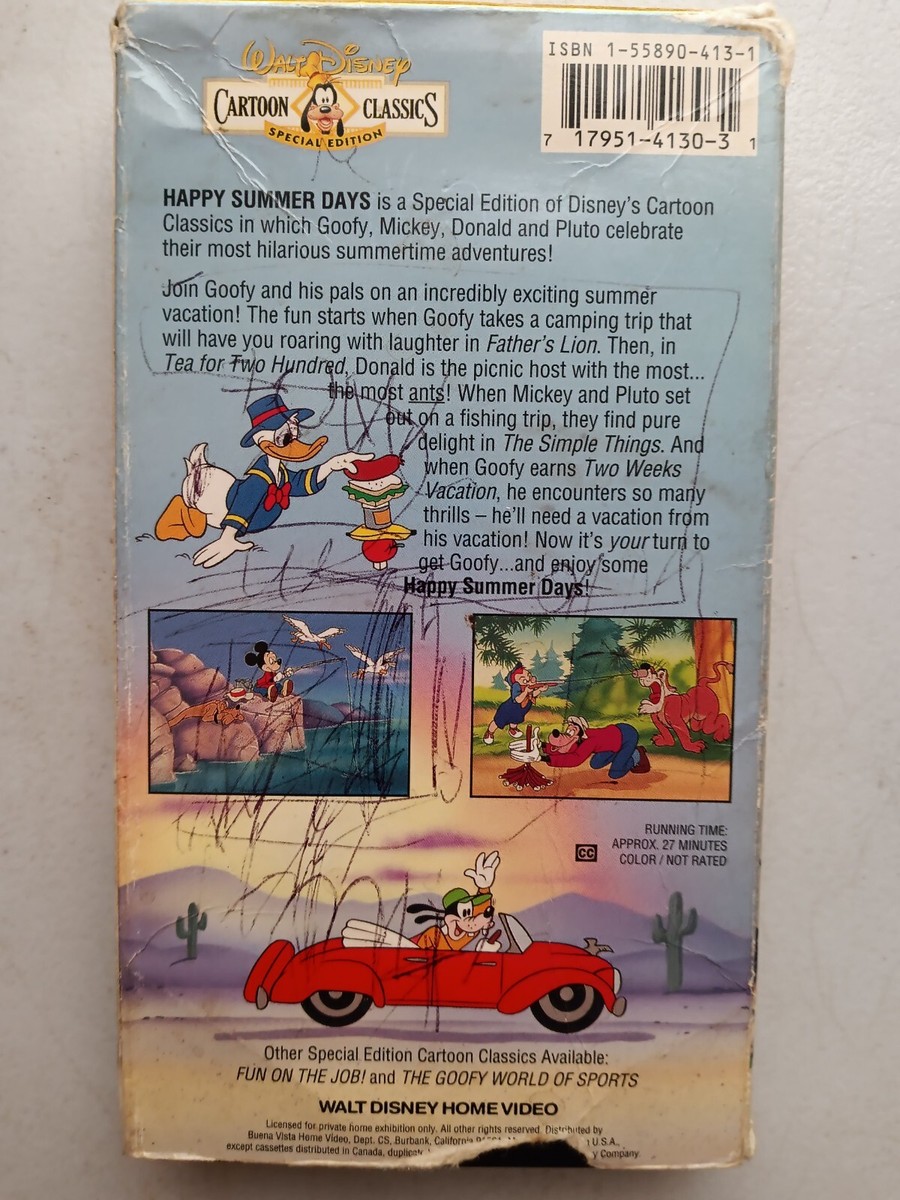 WALT DISNEY
CARTOON CLASSICS
SPECIAL EDITION
ISBN 1-55890-413-1
7 17951-4130-3 1
HAPPY SUMMER DAYS is a Special Edition of Disney's Cartoon
Classics in which Goofy, Mickey, Donald and Pluto celebrate
their most hilarious summertime adventures!
Join Goofy and his pals on an incredibly exciting summer
vacation! The fun starts when Goofy takes a camping trip that
will have you roaring with laughter in Father's Lion. Then, in
Tea for Two Hundred, Donald is the picnic host with the most...
the most ants! When Mickey and Pluto set
out on a fishing trip, they find pure
delight in The Simple Things. And
when Goofy earns Two Weeks
Vacation, he encounters so many
thrills – he'll need a vacation from
his vacation! Now it's your turn to
get Goofy...and enjoy some
Happy Summer Days!
RUNNING TIME:
APPROX. 27 MINUTES
CC COLOR / NOT RATED
Other Special Edition Cartoon Classics Available:
FUN ON THE JOB! and THE GOOFY WORLD OF SPORTS
WALT DISNEY HOME VIDEO
Licensed for private home exhibition only. All other rights reserved. Distributed by
Buena Vista Home Video, Dept. CS, Burbank, California U.S.A.,
except cassettes distributed in Canada, Company.